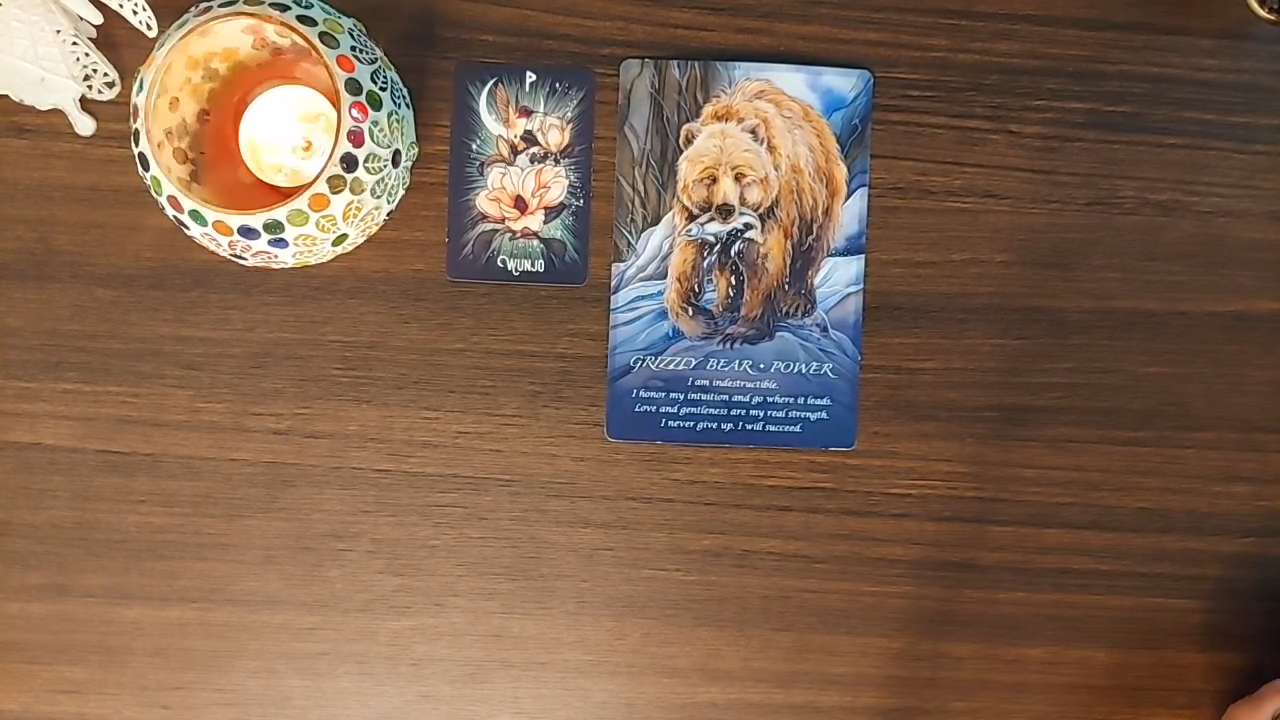 ᚹ
WUNJO
GRIZZLY BEAR • POWER
I am indestructible.
I honor my intuition and go where it leads.
Love and gentleness are my real strength.
I never give up. I will succeed.